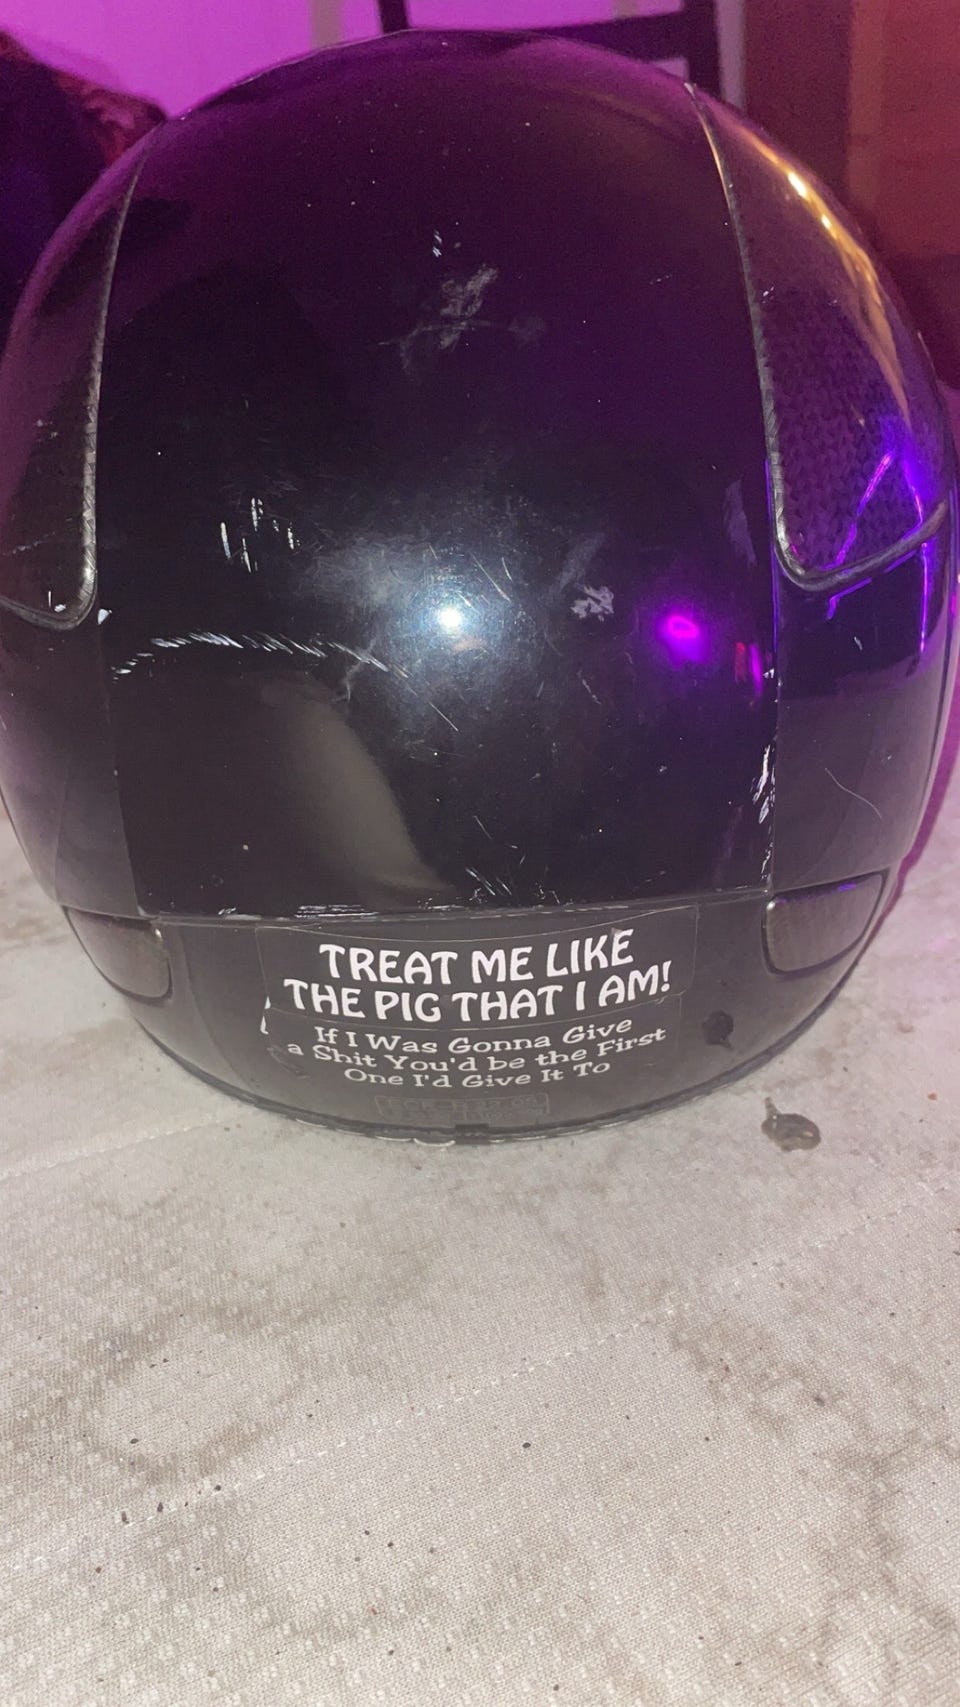 TREAT ME LIKE
THE PIG THAT I AM!
If I Was Gonna Give
a Shit You'd be the First
One I'd Give It To